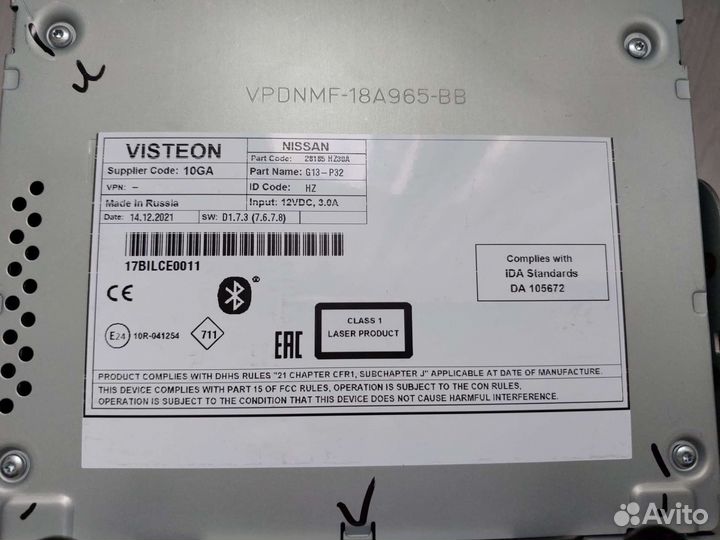 VPDNMF-18A965-BB
VISTEON
NISSAN
Part Code: 28185 HZ30A
Supplier Code: 10GA
Part Name: G13-P32
VPN: -
ID Code: HZ
Made in Russia
Input: 12VDC, 3.0A
Date: 14.12.2021
SW: D1.7.3 (7.6.7.8)
17BILCE0011
Complies with
IDA Standards
DA 105672
CE
E24
10R-041254
711
EAC
CLASS 1
LASER PRODUCT
PRODUCT COMPLIES WITH DHHS RULES "21 CHAPTER CFR1, SUBCHAPTER J" APPLICABLE AT DATE OF MANUFACTURE.
THIS DEVICE COMPLIES WITH PART 15 OF FCC RULES, OPERATION IS SUBJECT TO THE CON RULES.
OPERATION IS SUBJECT TO THE CONDITION THAT THIS DEVICE DOES NOT CAUSE HARMFUL INTERFERENCE.
Avito